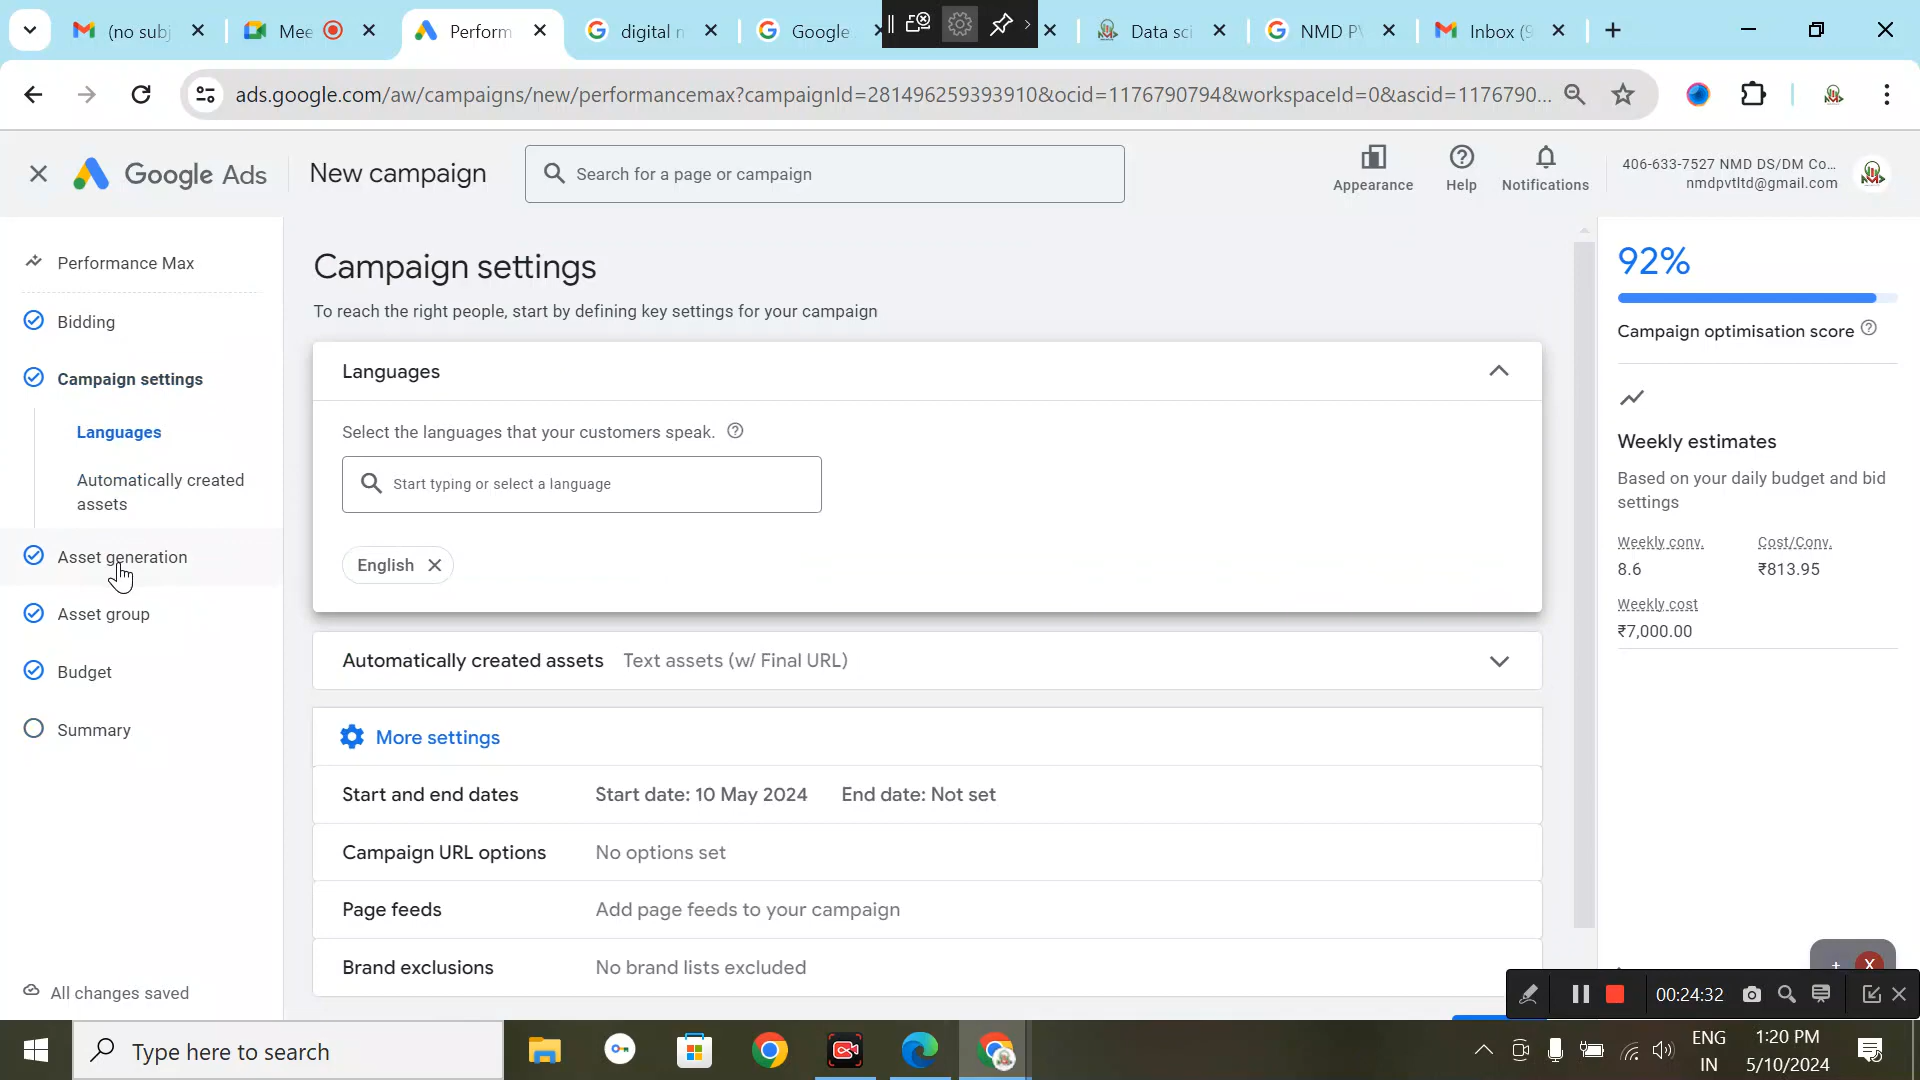 (no subj
Mee
Perform
digital n
Google
Data sci
NMD PV
Inbox (9
ads.google.com/aw/campaigns/new/performancemax?campaignId=281496259393910&ocid=1176790794&workspaceId=0&ascid=1176790...
Google Ads
New campaign
Search for a page or campaign
Appearance
Help
Notifications
406-633-7527 NMD DS/DM Co...
nmdpvtltd@gmail.com
Performance Max
Bidding
Campaign settings
Languages
Automatically created
assets
Asset generation
Asset group
Budget
Summary
All changes saved
Campaign settings
To reach the right people, start by defining key settings for your campaign
Languages
Select the languages that your customers speak.
Start typing or select a language
English
Automatically created assets Text assets (w/ Final URL)
More settings
Start and end dates Start date: 10 May 2024 End date: Not set
Campaign URL options No options set
Page feeds Add page feeds to your campaign
Brand exclusions No brand lists excluded
92%
Campaign optimisation score
Weekly estimates
Based on your daily budget and bid
settings
Weekly conv. Cost/Conv.
8.6 ₹813.95
Weekly cost
₹7,000.00
00:24:32
Type here to search
ENG
IN
1:20 PM
5/10/2024